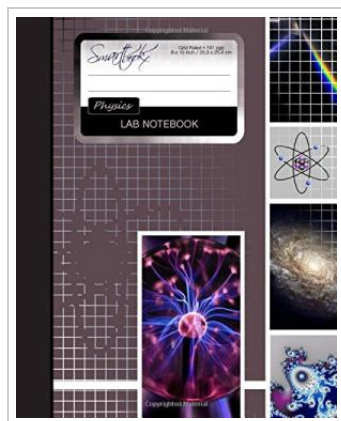 Copyrighted Material
Smartbookx
Grid Ruled • 101 pgs
8 x 10 inch / 20.3 x 25.4 cm
Physics
LAB NOTEBOOK
Copyrighted Material